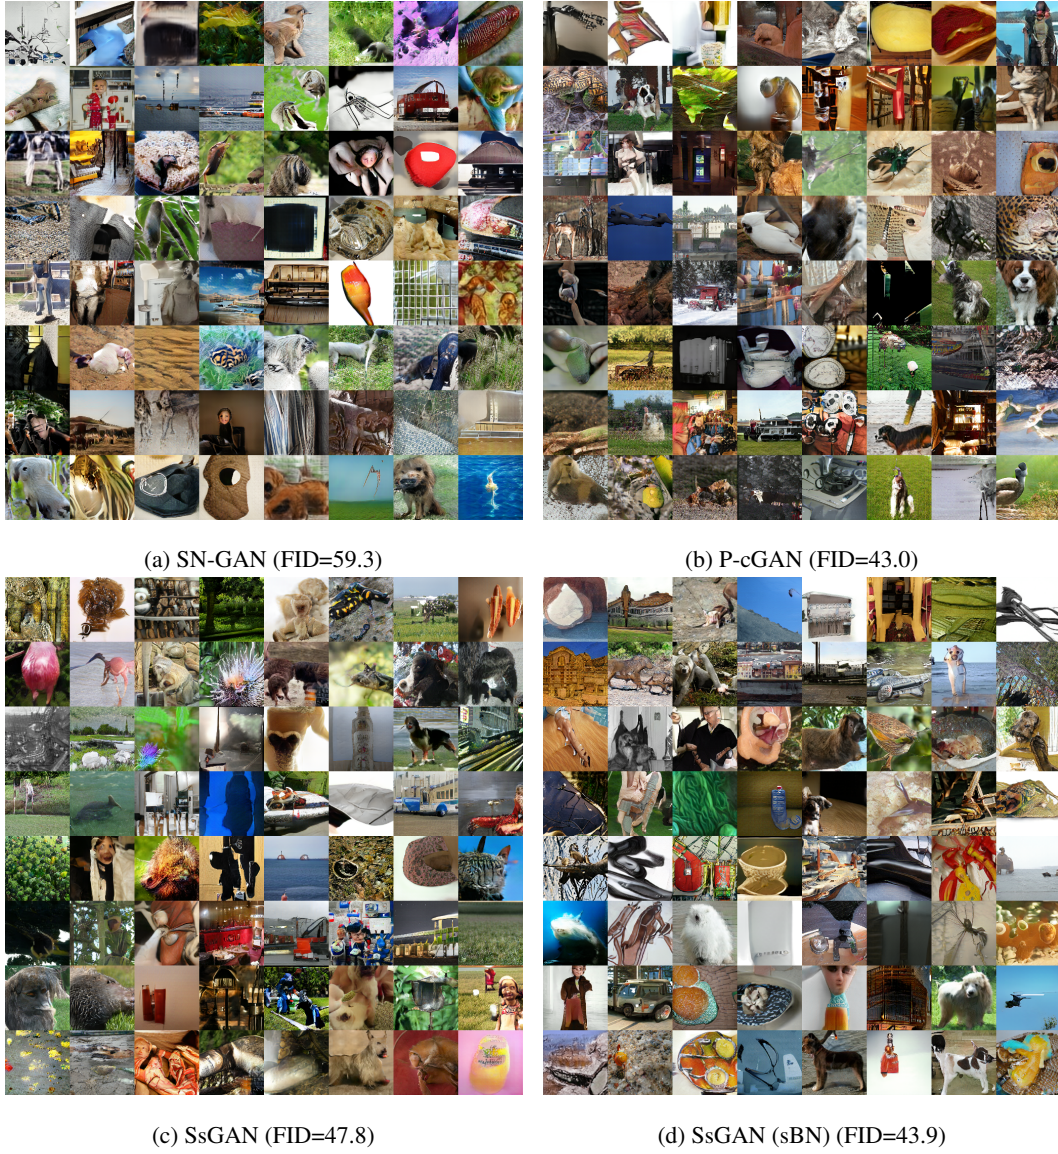 (a) SN-GAN (FID=59.3)
(b) P-cGAN (FID=43.0)
(c) SsGAN (FID=47.8)
(d) SsGAN (sBN) (FID=43.9)